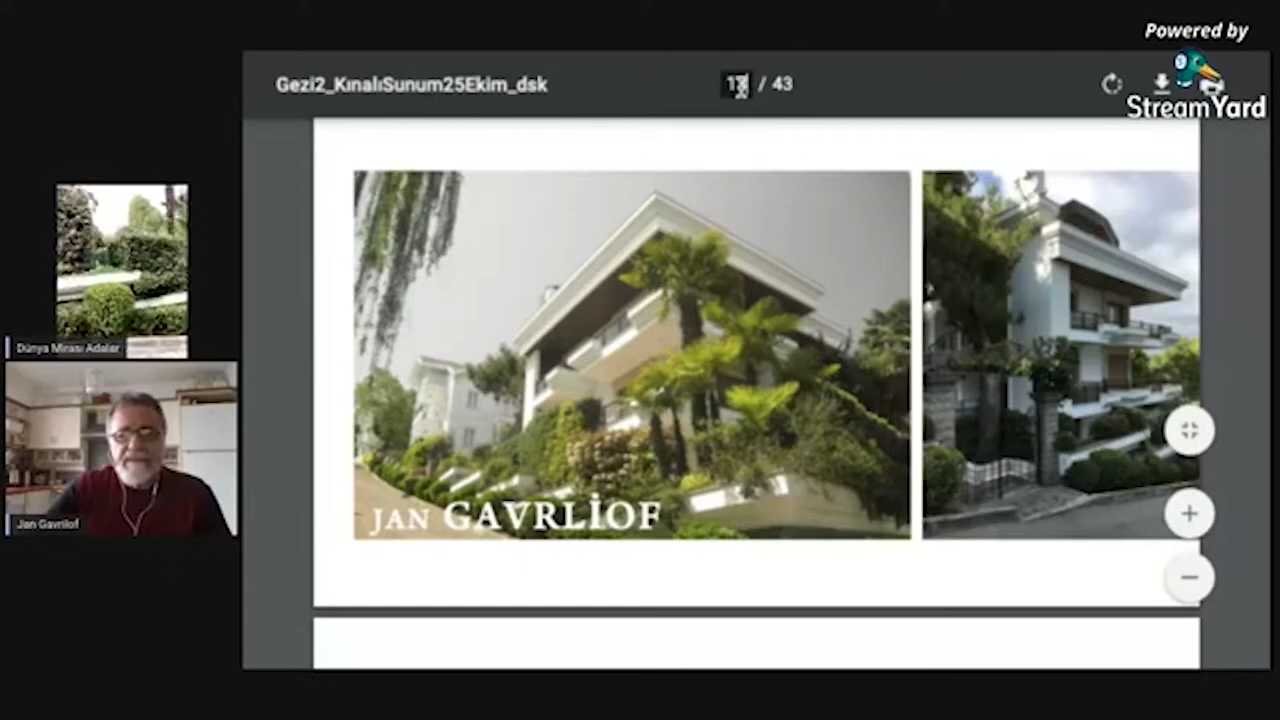 Powered by
StreamYard
Gezi2_KınalıSunum25Ekim_dsk
/ 43
JAN GAVRLİOF
Dünya Mirası Adalar
Jan Gavrilof